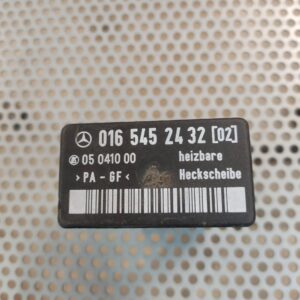 016 545 24 32 [02]
05 0410 00 heizbare
>PA - GF< Heckscheibe